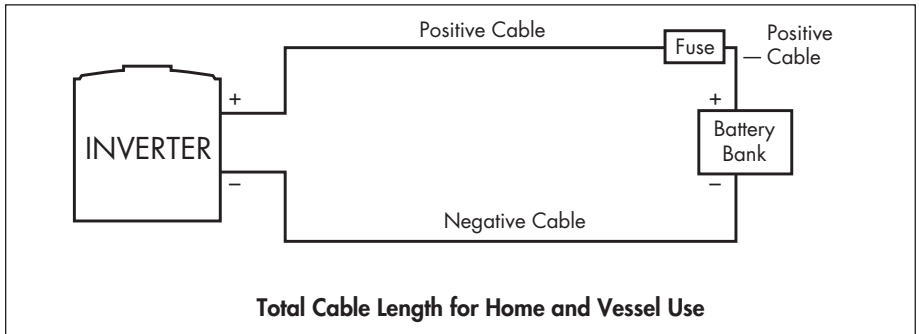 Positive Cable
Fuse
Positive
— Cable
+
+
INVERTER
Battery
Bank
–
–
Negative Cable
Total Cable Length for Home and Vessel Use